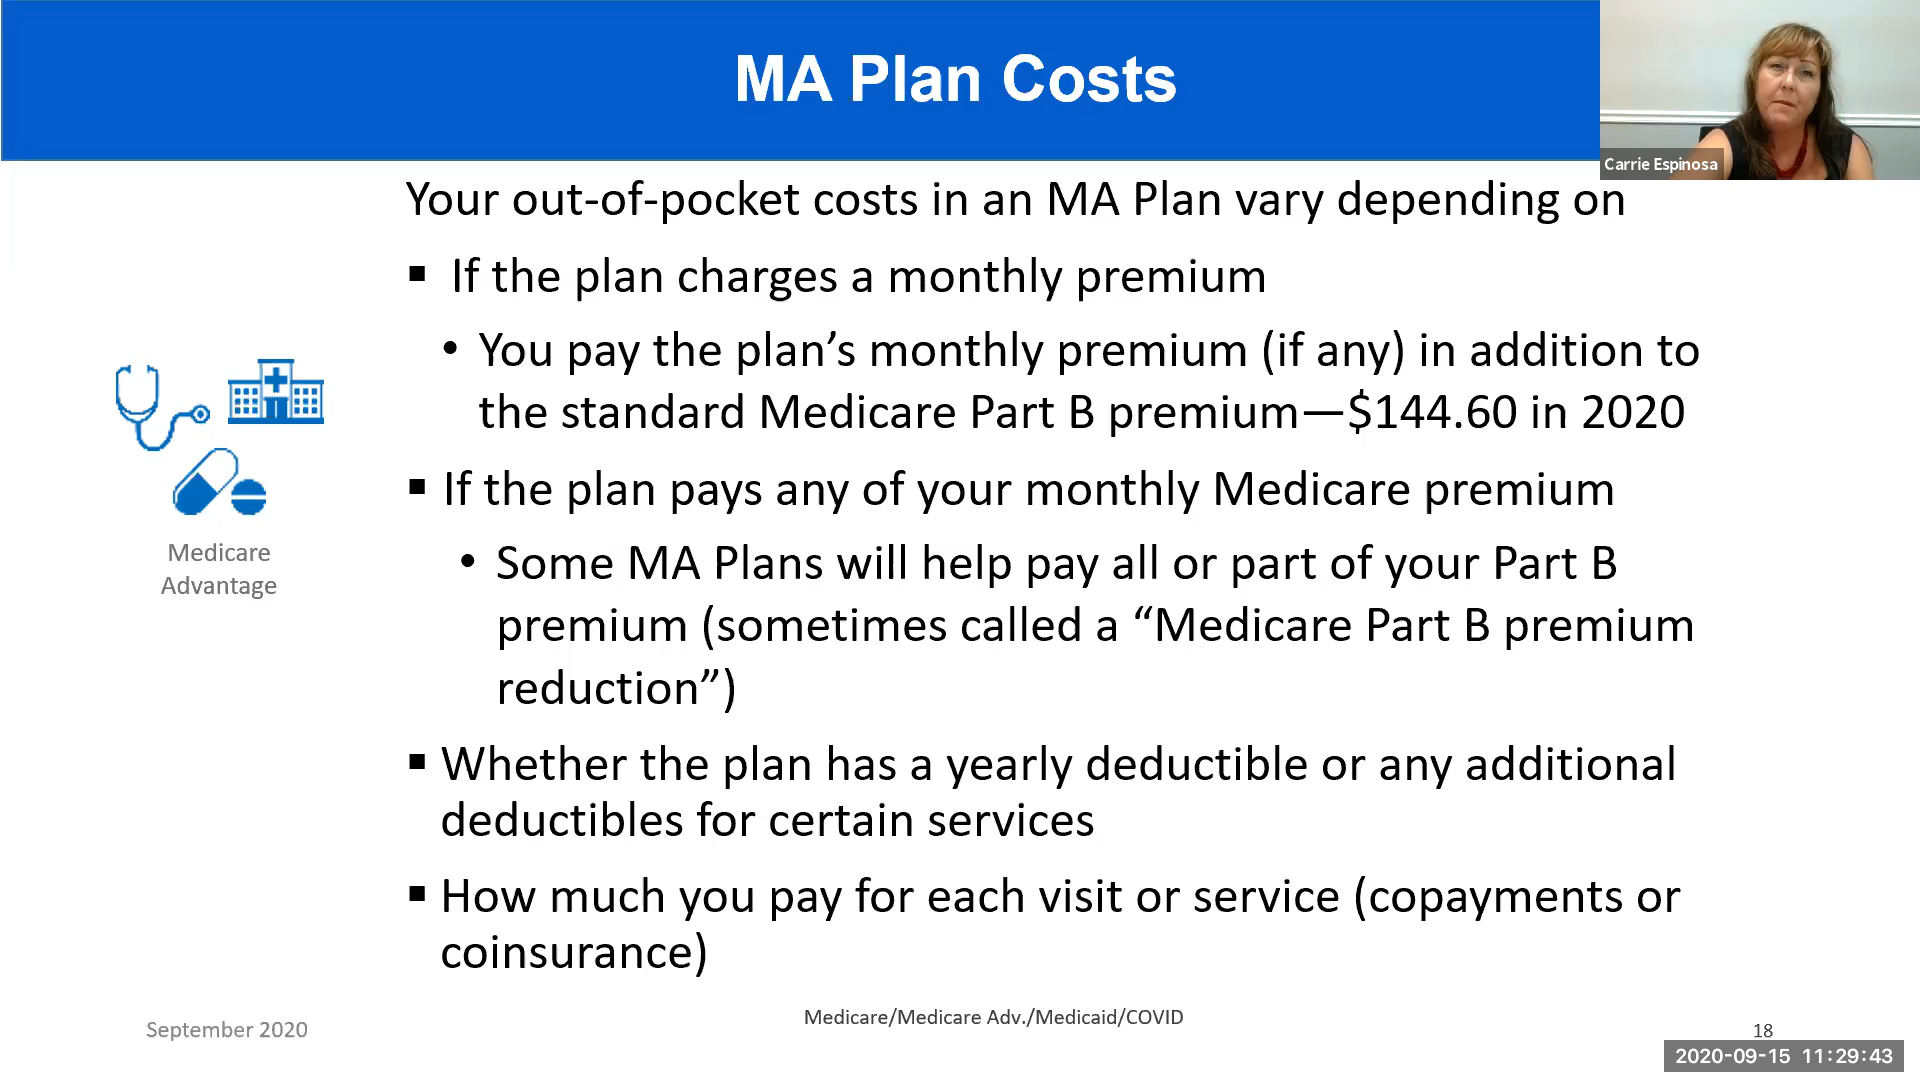 MA Plan Costs
Carrie Espinosa
Your out-of-pocket costs in an MA Plan vary depending on
▪ If the plan charges a monthly premium
• You pay the plan’s monthly premium (if any) in addition to
the standard Medicare Part B premium—$144.60 in 2020
▪ If the plan pays any of your monthly Medicare premium
• Some MA Plans will help pay all or part of your Part B
premium (sometimes called a “Medicare Part B premium
reduction”)
▪ Whether the plan has a yearly deductible or any additional
deductibles for certain services
▪ How much you pay for each visit or service (copayments or
coinsurance)
Medicare
Advantage
September 2020
Medicare/Medicare Adv./Medicaid/COVID
18
2020-09-15 11:29:43